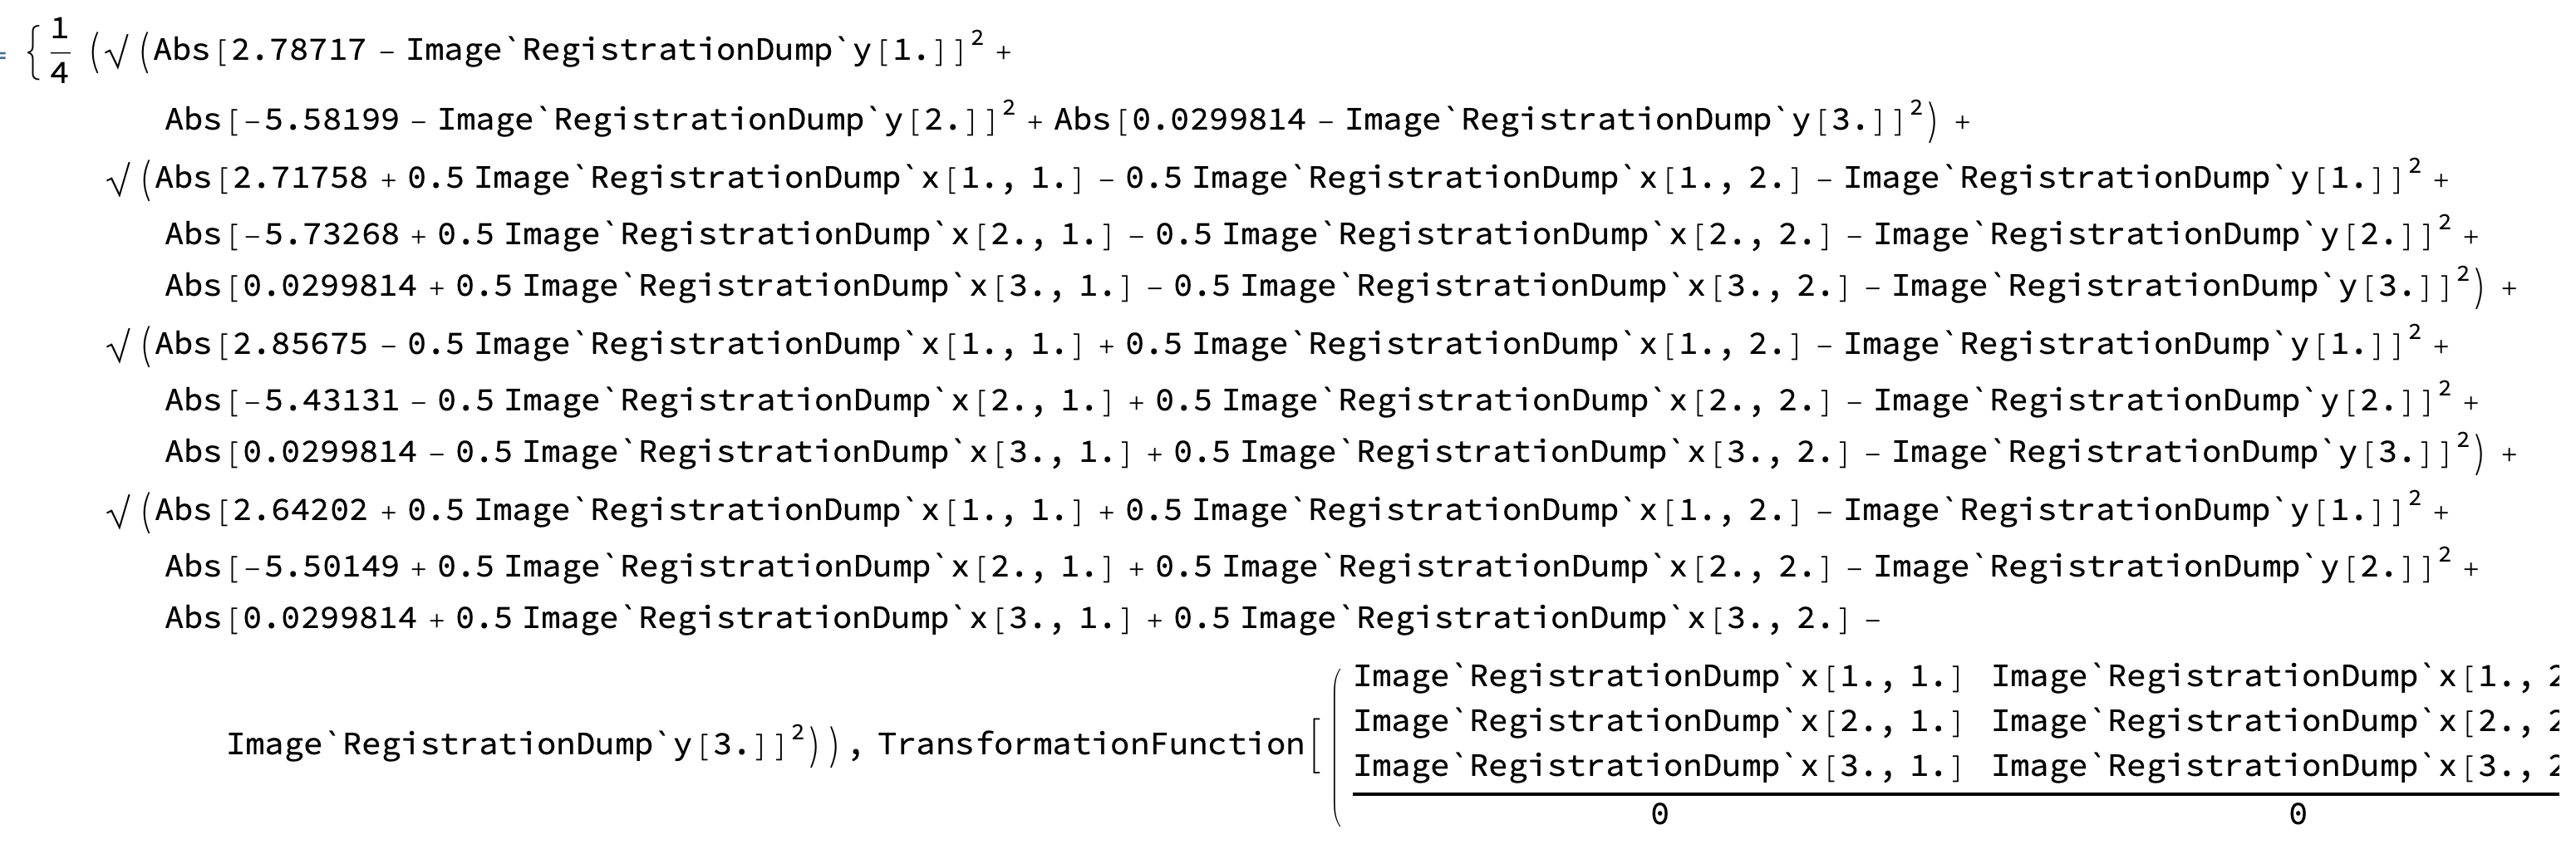 = { 1/4 (√(Abs[2.78717 – Image`RegistrationDump`y[1.]]² +
Abs[–5.58199 – Image`RegistrationDump`y[2.]]² + Abs[0.0299814 – Image`RegistrationDump`y[3.]]²) +
√(Abs[2.71758 + 0.5 Image`RegistrationDump`x[1., 1.] – 0.5 Image`RegistrationDump`x[1., 2.] – Image`RegistrationDump`y[1.]]² +
Abs[–5.73268 + 0.5 Image`RegistrationDump`x[2., 1.] – 0.5 Image`RegistrationDump`x[2., 2.] – Image`RegistrationDump`y[2.]]² +
Abs[0.0299814 + 0.5 Image`RegistrationDump`x[3., 1.] – 0.5 Image`RegistrationDump`x[3., 2.] – Image`RegistrationDump`y[3.]]²) +
√(Abs[2.85675 – 0.5 Image`RegistrationDump`x[1., 1.] + 0.5 Image`RegistrationDump`x[1., 2.] – Image`RegistrationDump`y[1.]]² +
Abs[–5.43131 – 0.5 Image`RegistrationDump`x[2., 1.] + 0.5 Image`RegistrationDump`x[2., 2.] – Image`RegistrationDump`y[2.]]² +
Abs[0.0299814 – 0.5 Image`RegistrationDump`x[3., 1.] + 0.5 Image`RegistrationDump`x[3., 2.] – Image`RegistrationDump`y[3.]]²) +
√(Abs[2.64202 + 0.5 Image`RegistrationDump`x[1., 1.] + 0.5 Image`RegistrationDump`x[1., 2.] – Image`RegistrationDump`y[1.]]² +
Abs[–5.50149 + 0.5 Image`RegistrationDump`x[2., 1.] + 0.5 Image`RegistrationDump`x[2., 2.] – Image`RegistrationDump`y[2.]]² +
Abs[0.0299814 + 0.5 Image`RegistrationDump`x[3., 1.] + 0.5 Image`RegistrationDump`x[3., 2.] –
Image`RegistrationDump`y[3.]]²)), TransformationFunction[(
Image`RegistrationDump`x[1., 1.] Image`RegistrationDump`x[1., 2
Image`RegistrationDump`x[2., 1.] Image`RegistrationDump`x[2., 2
Image`RegistrationDump`x[3., 1.] Image`RegistrationDump`x[3., 2
0 0